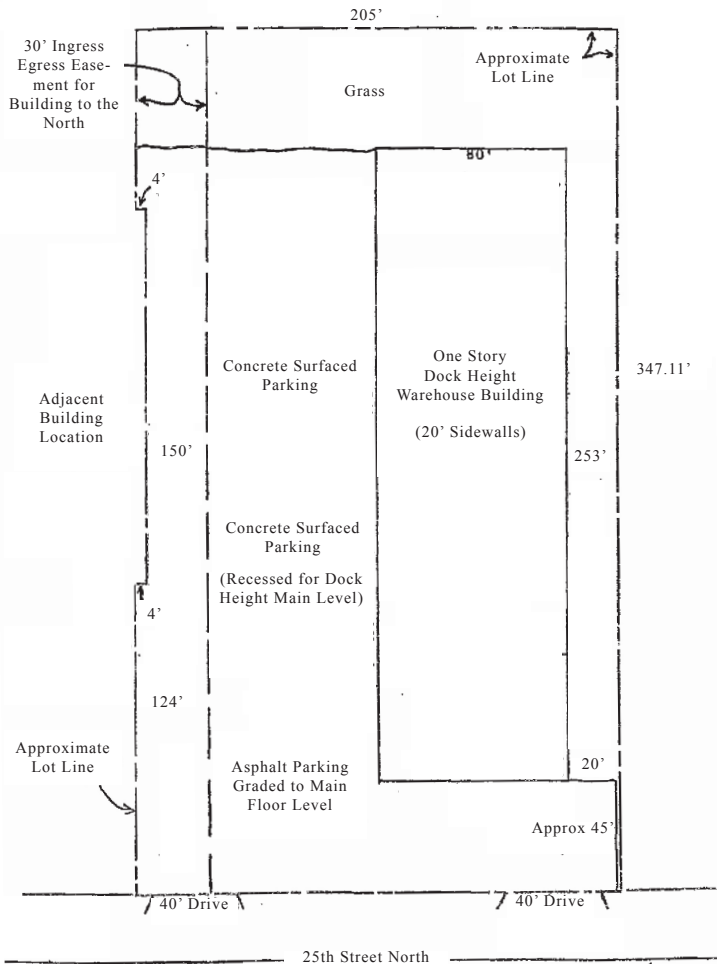 205’
30’ Ingress
Egress Ease-
ment for
Building to the
North
Approximate
Lot Line
Grass
80'
4’
Concrete Surfaced
Parking
One Story
Dock Height
Warehouse Building
(20’ Sidewalls)
347.11’
Adjacent
Building
Location
150’
253’
Concrete Surfaced
Parking
(Recessed for Dock
Height Main Level)
4’
124’
Approximate
Lot Line
Asphalt Parking
Graded to Main
Floor Level
20’
Approx 45’
40’ Drive
40’ Drive
25th Street North